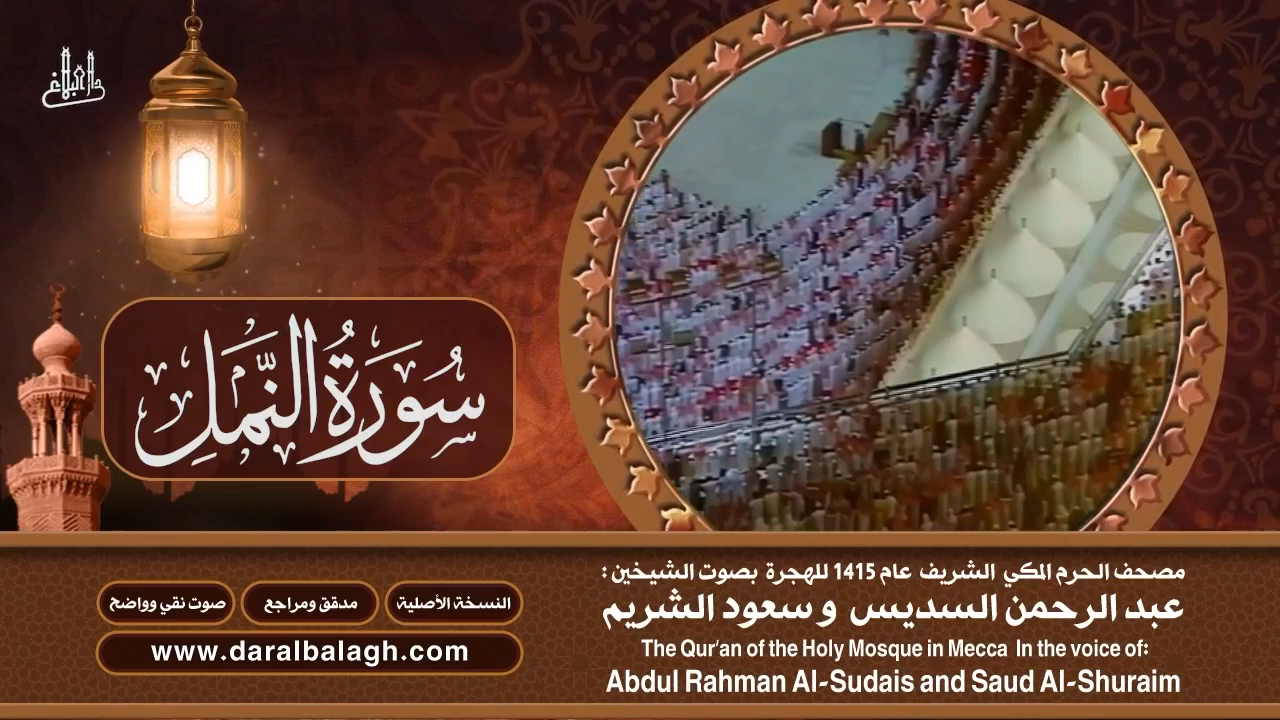 دار البلاغ
سُورَةُ النَّمْلِ
مصحف الحرم المكي الشريف عام 1415 للهجرة بصوت الشيخين :
عبد الرحمن السديس و سعود الشريم
The Qur'an of the Holy Mosque in Mecca In the voice of:
Abdul Rahman Al-Sudais and Saud Al-Shuraim
النسخة الأصلية
مدقق ومراجع
صوت نقي وواضح
www.daralbalagh.com